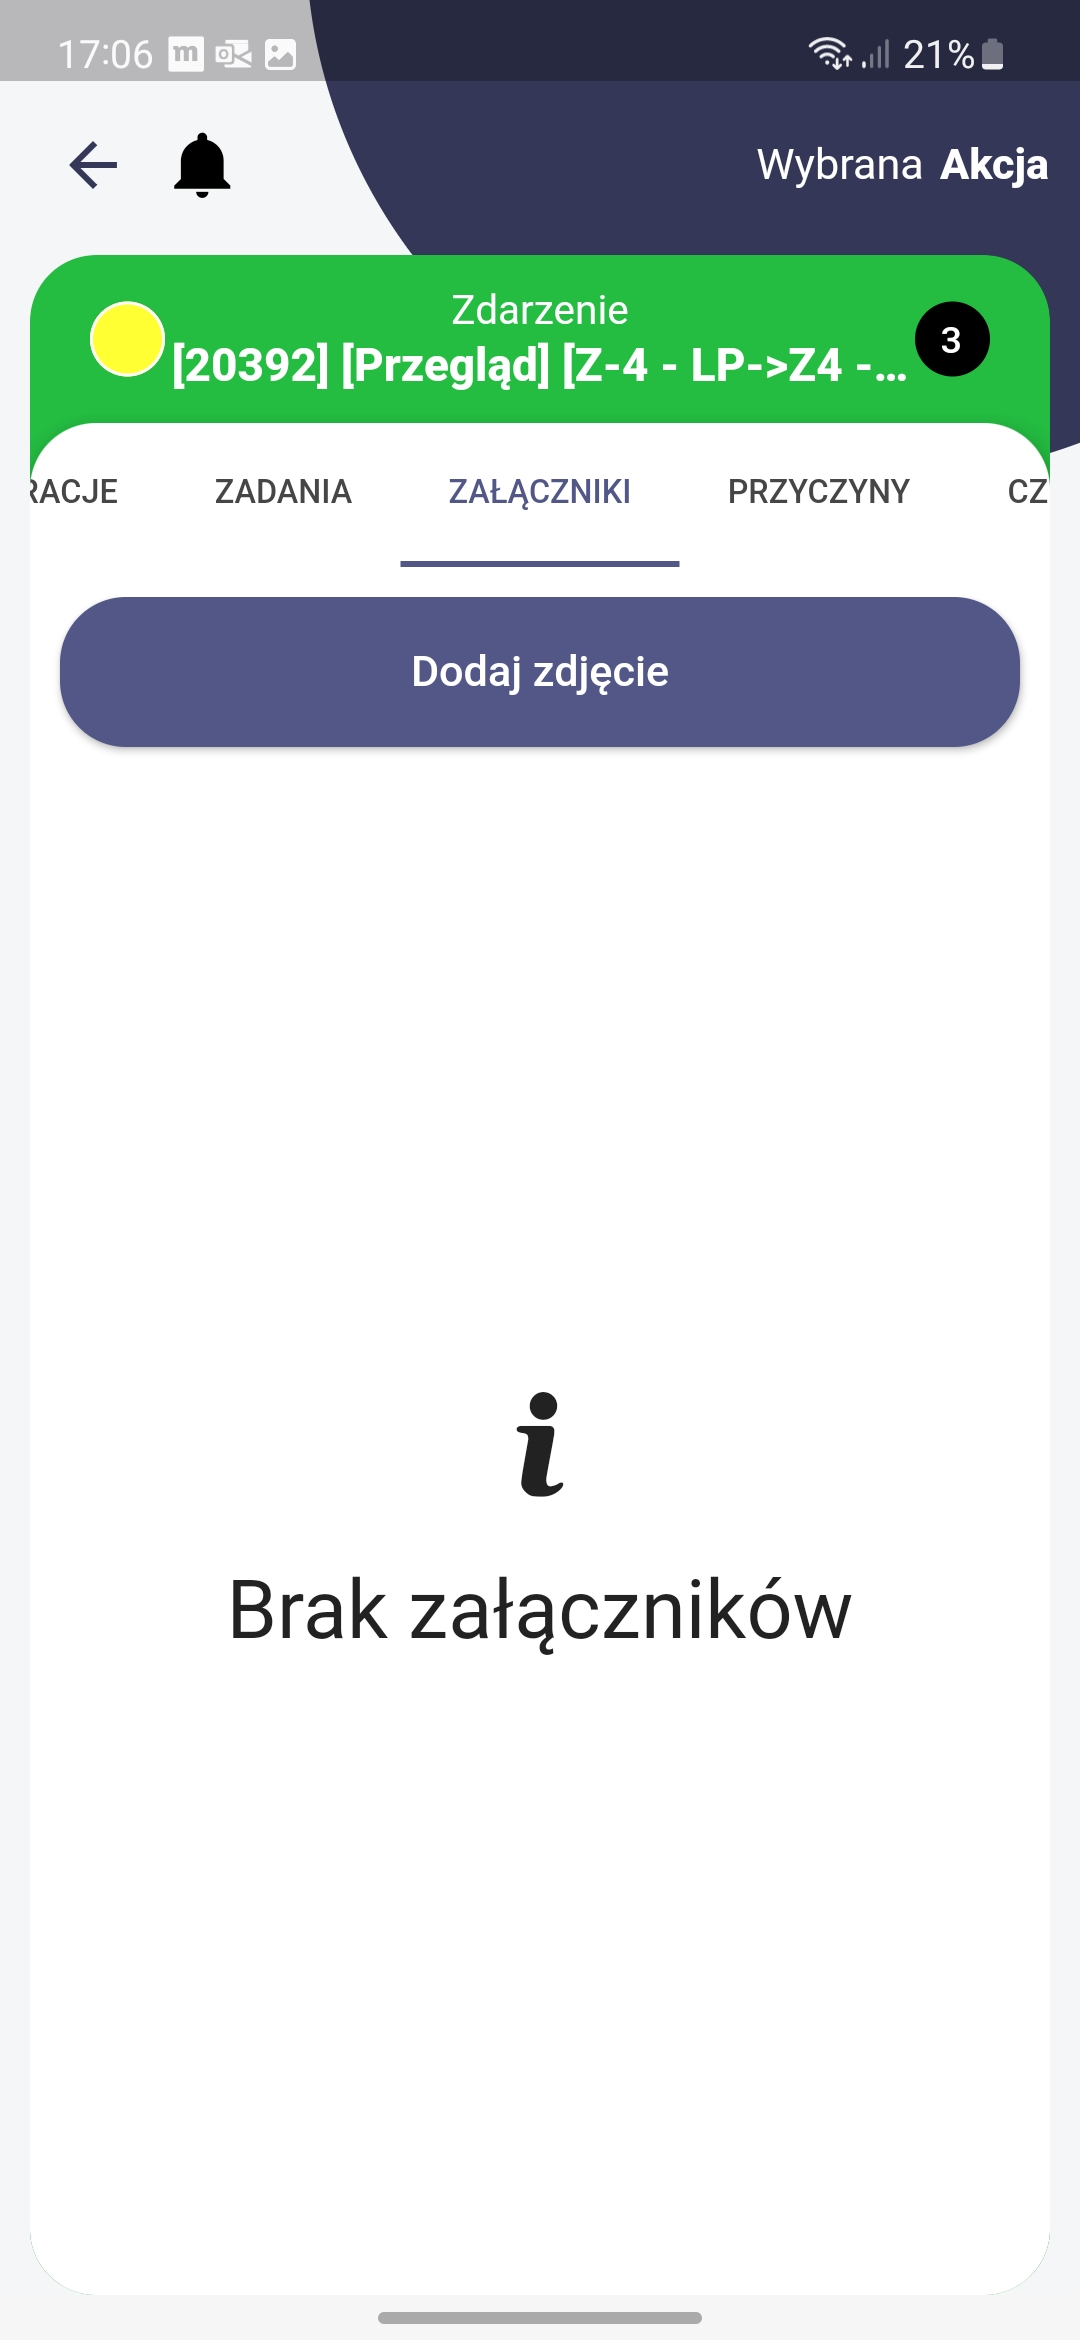 17:06
21%
Wybrana Akcja
Zdarzenie
[20392] [Przegląd] [Z-4 - LP->Z4 -...
3
RACJE ZADANIA ZAŁĄCZNIKI PRZYCZYNY CZ
Dodaj zdjęcie
Brak załączników